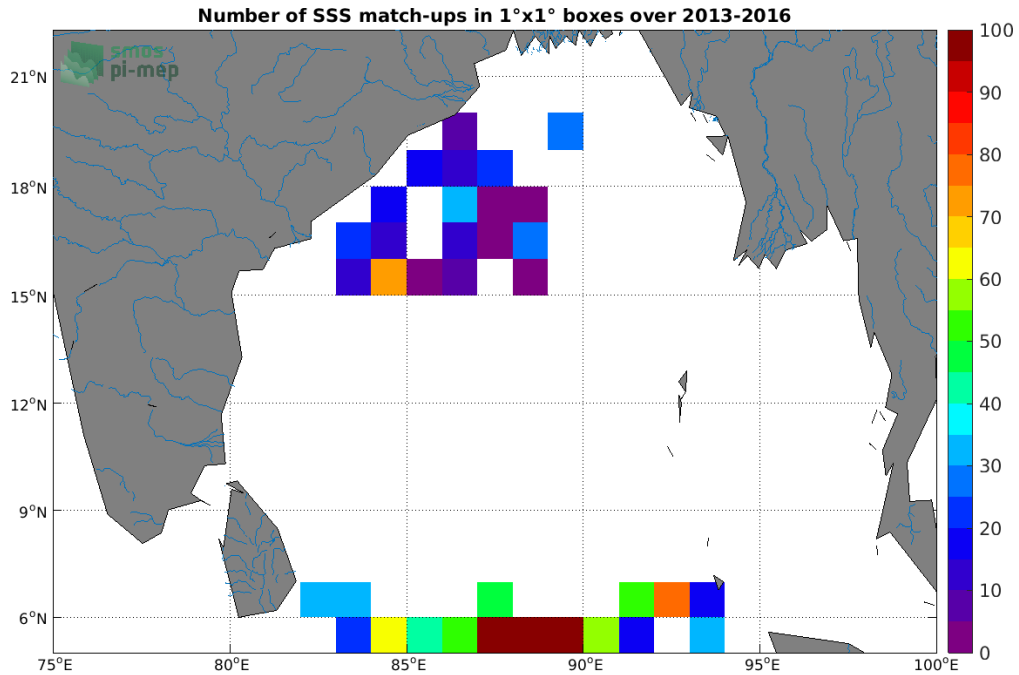 Number of SSS match-ups in 1°x1° boxes over 2013-2016
smos
pi-mep
21°N
18°N
15°N
12°N
9°N
6°N
75°E
80°E
85°E
90°E
95°E
100°E
100
90
80
70
60
50
40
30
20
10
0